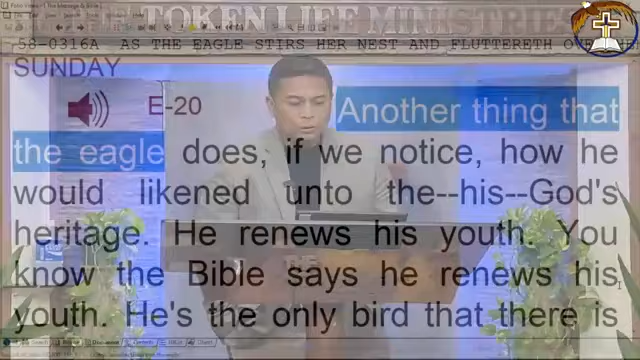 THE TOKEN LIFE MINISTRIES
58-0316A AS THE EAGLE STIRS HER NEST AND FLUTTERETH OVER HE
SUNDAY
E-20 Another thing that
the eagle does, if we notice, how he
would likened unto the--his--God's
heritage. He renews his youth. You
know the Bible says he renews his
youth. He's the only bird that there is